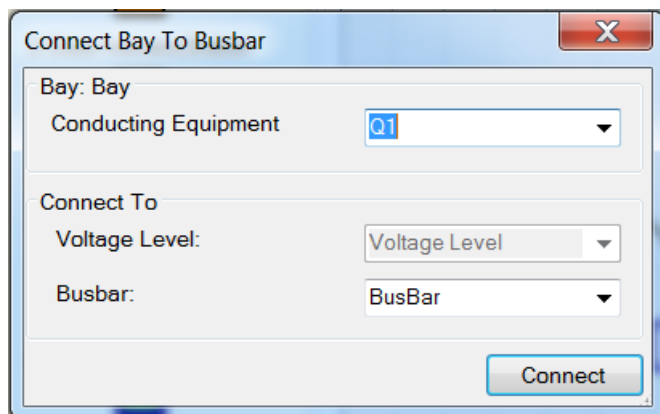 Connect Bay To Busbar
Bay: Bay
Conducting Equipment Q1
Connect To
Voltage Level: Voltage Level
Busbar: BusBar
Connect